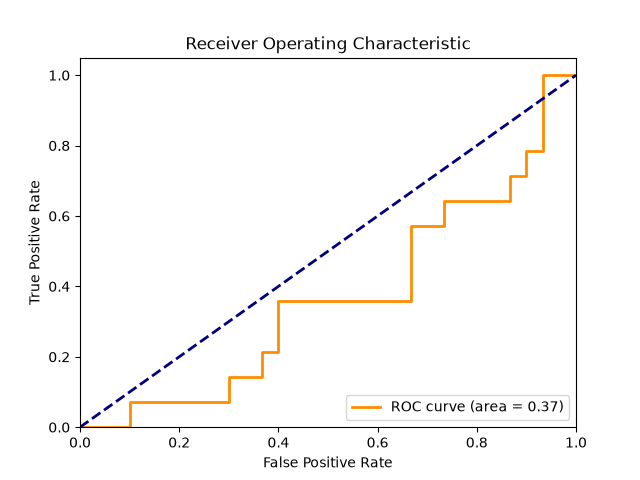 Receiver Operating Characteristic
True Positive Rate
1.0
0.8
0.6
0.4
0.2
0.0
ROC curve (area = 0.37)
0.0 0.2 0.4 0.6 0.8 1.0
False Positive Rate